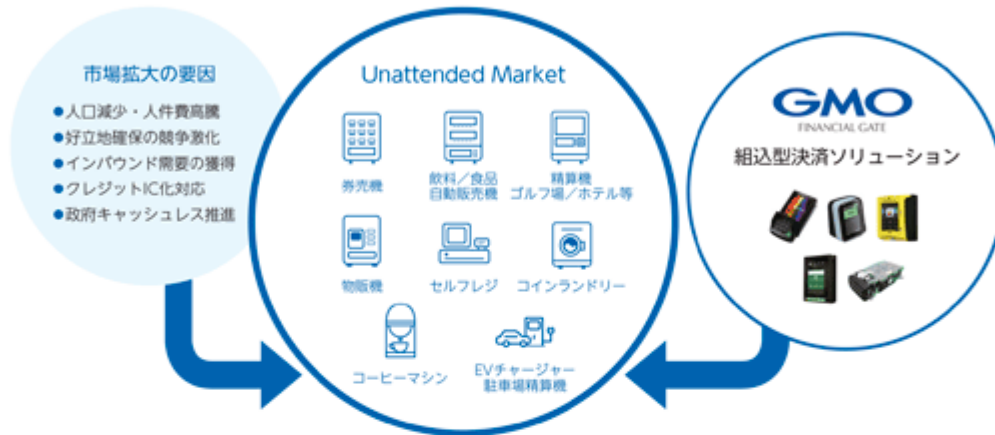 市場拡大の要因
●人口減少・人件費高騰
●好立地確保の競争激化
●インバウンド需要の獲得
●クレジットIC化対応
●政府キャッシュレス推進
Unattended Market
券売機
飲料／食品
自動販売機
精算機
ゴルフ場／ホテル等
物販機
セルフレジ
コインランドリー
コーヒーマシン
EVチャージャー
駐車場精算機
GMO
FINANCIAL GATE
組込型決済ソリューション